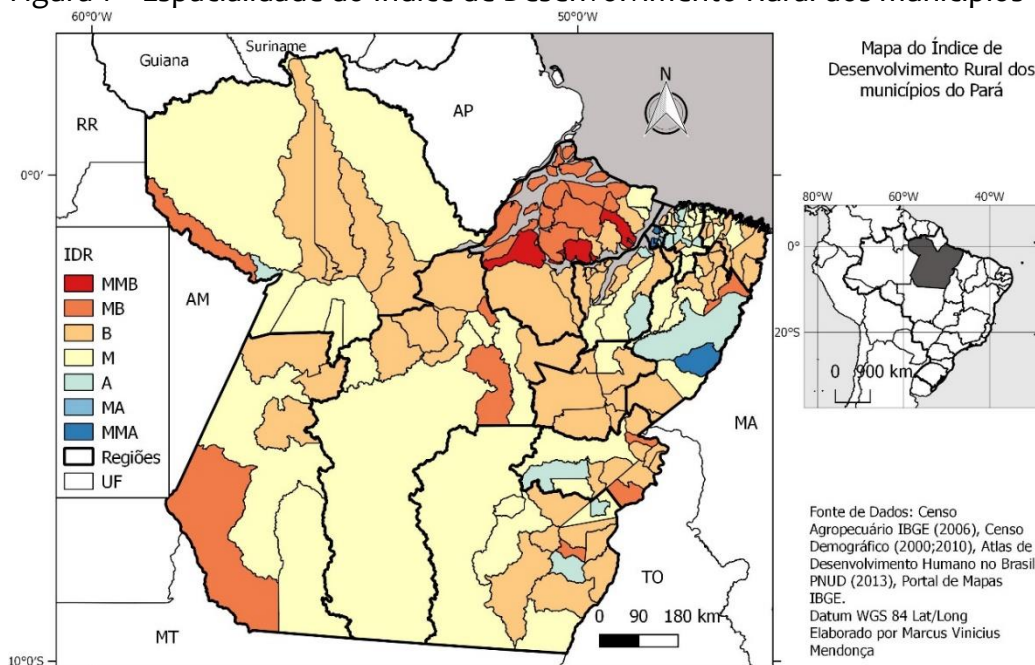 60°0'W
50°0'W
Suriname
Guiana
RR
AP
N
0°0'
AM
MA
TO
MT
10°0'S
IDR
MMB
MB
B
M
A
MA
MMA
Regiões
UF
0 90 180 km
Mapa do Índice de
Desenvolvimento Rural dos
municípios do Pará
80°W 60°W 40°W
0°
20°S
0 900 km
Fonte de Dados: Censo
Agropecuário IBGE (2006), Censo
Demográfico (2000;2010), Atlas de
Desenvolvimento Humano no Brasil
PNUD (2013), Portal de Mapas
IBGE.
Datum WGS 84 Lat/Long
Elaborado por Marcus Vinicius
Mendonça